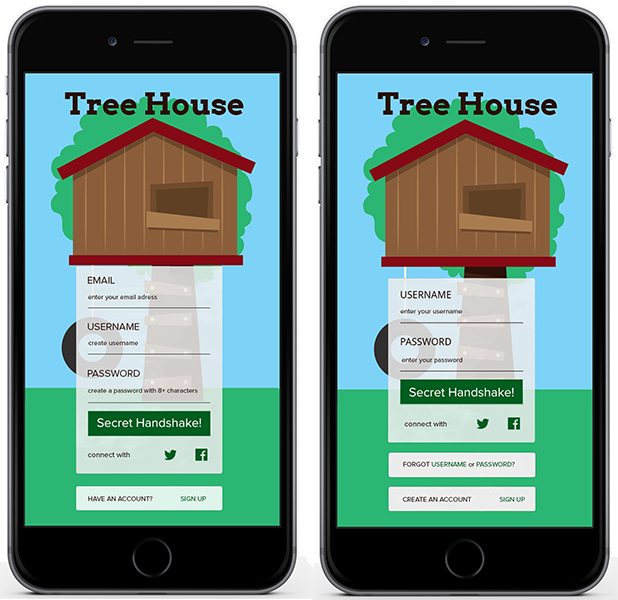 Tree House
EMAIL
enter your email adress
USERNAME
create username
PASSWORD
create a password with 8+ characters
Secret Handshake!
connect with
HAVE AN ACCOUNT? SIGN UP
Tree House
USERNAME
enter your username
PASSWORD
enter your password
Secret Handshake!
connect with
FORGOT USERNAME or PASSWORD?
CREATE AN ACCOUNT SIGN UP